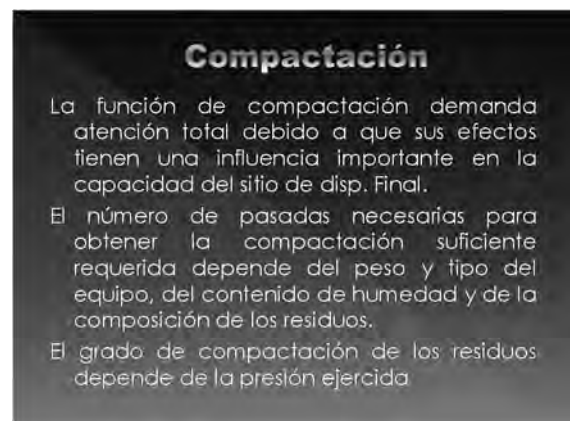 Compactación
La función de compactación demanda
atención total debido a que sus efectos
tienen una influencia importante en la
capacidad del sitio de disp. Final.
El número de pasadas necesarias para
obtener la compactación suficiente
requerida depende del peso y tipo del
equipo, del contenido de humedad y de la
composición de los residuos.
El grado de compactación de los residuos
depende de la presión ejercida